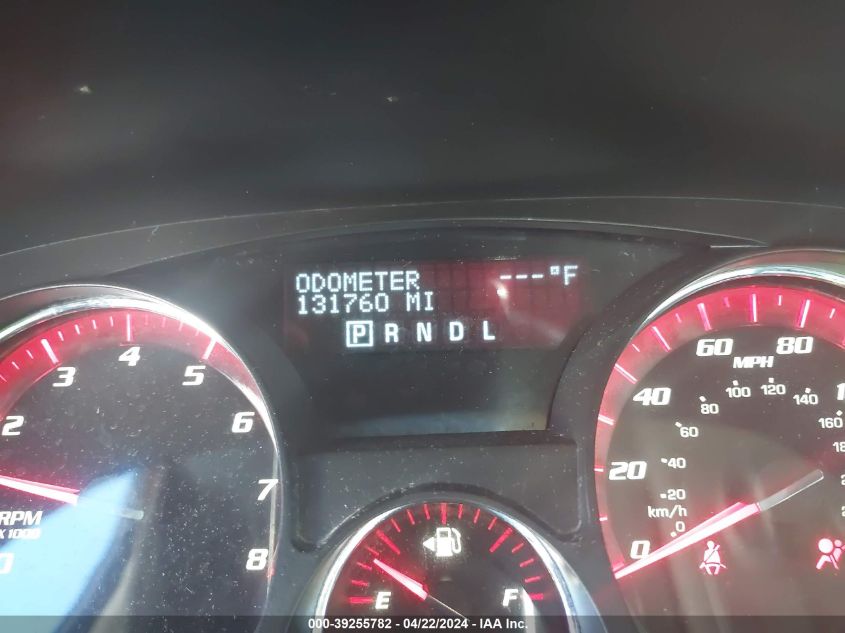 ODOMETER ---°F
131760 MI
P R N D L
2 3 4 5 6 7 8
RPM
X 1000
0 20 40 60 80
MPH
0 20 40 60 80 100 120 140 160
km/h
E F
000-39255782 - 04/22/2024 - IAA Inc.